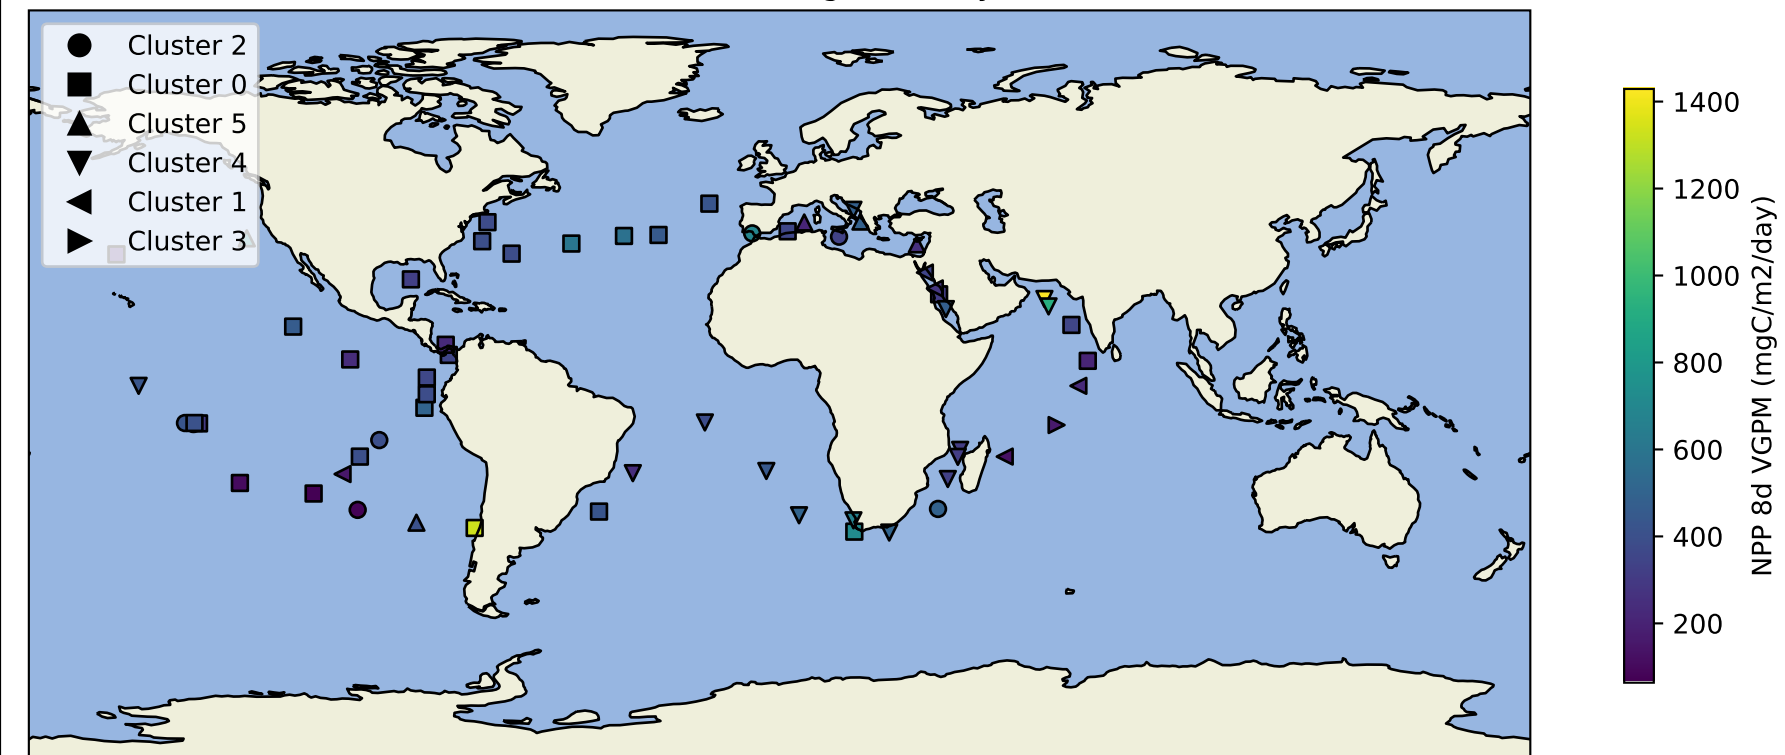 Cluster 2
Cluster 0
Cluster 5
Cluster 4
Cluster 1
Cluster 3
1400
1200
1000
800
600
400
200
NPP 8d VGPM (mgC/m2/day)